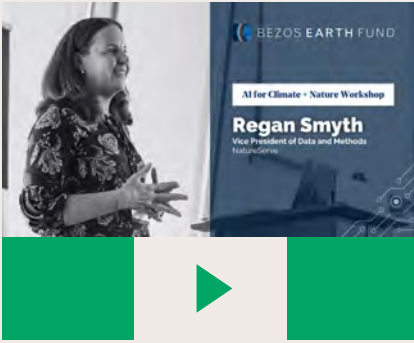 BEZOS EARTH FUND
AI for Climate + Nature Workshop
Regan Smyth
Vice President of Data and Methods
NatureServe